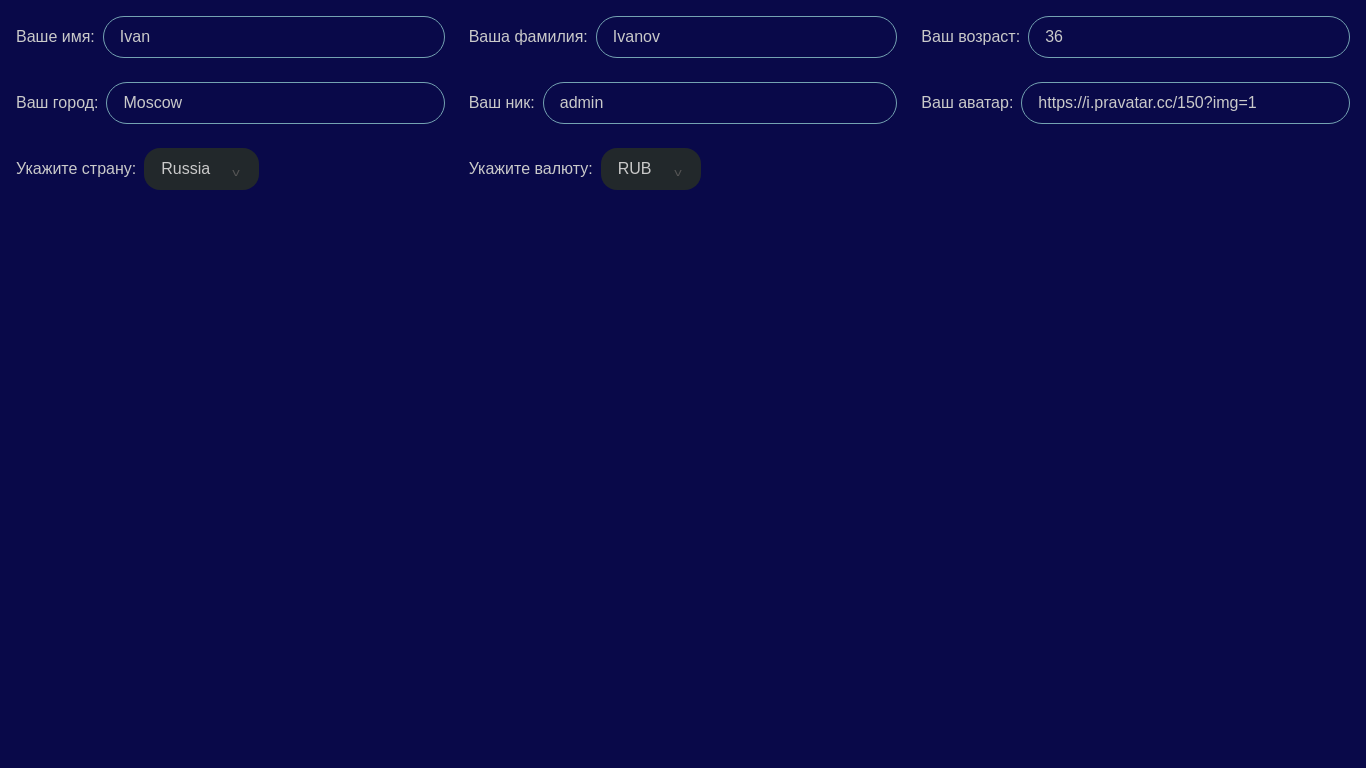 Ваше имя: Ivan Ваша фамилия: Ivanov Ваш возраст: 36
Ваш город: Moscow Ваш ник: admin Ваш аватар: https://i.pravatar.cc/150?img=1
Укажите страну: Russia Укажите валюту: RUB